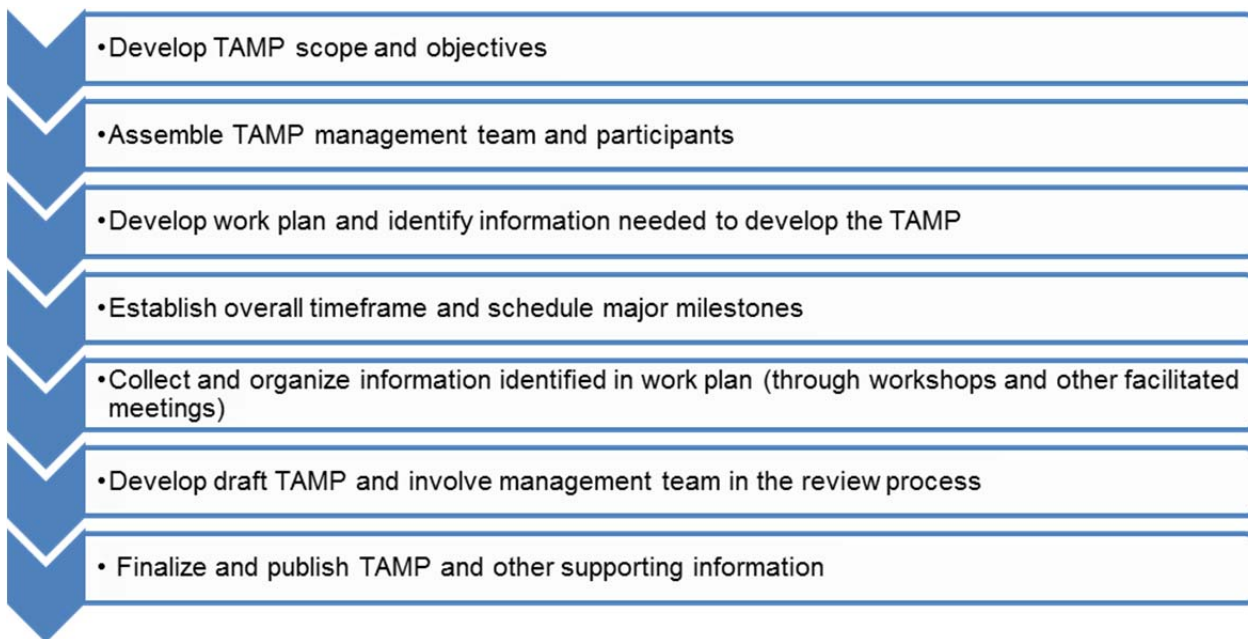 •Develop TAMP scope and objectives
•Assemble TAMP management team and participants
•Develop work plan and identify information needed to develop the TAMP
•Establish overall timeframe and schedule major milestones
•Collect and organize information identified in work plan (through workshops and other facilitated
meetings)
•Develop draft TAMP and involve management team in the review process
• Finalize and publish TAMP and other supporting information